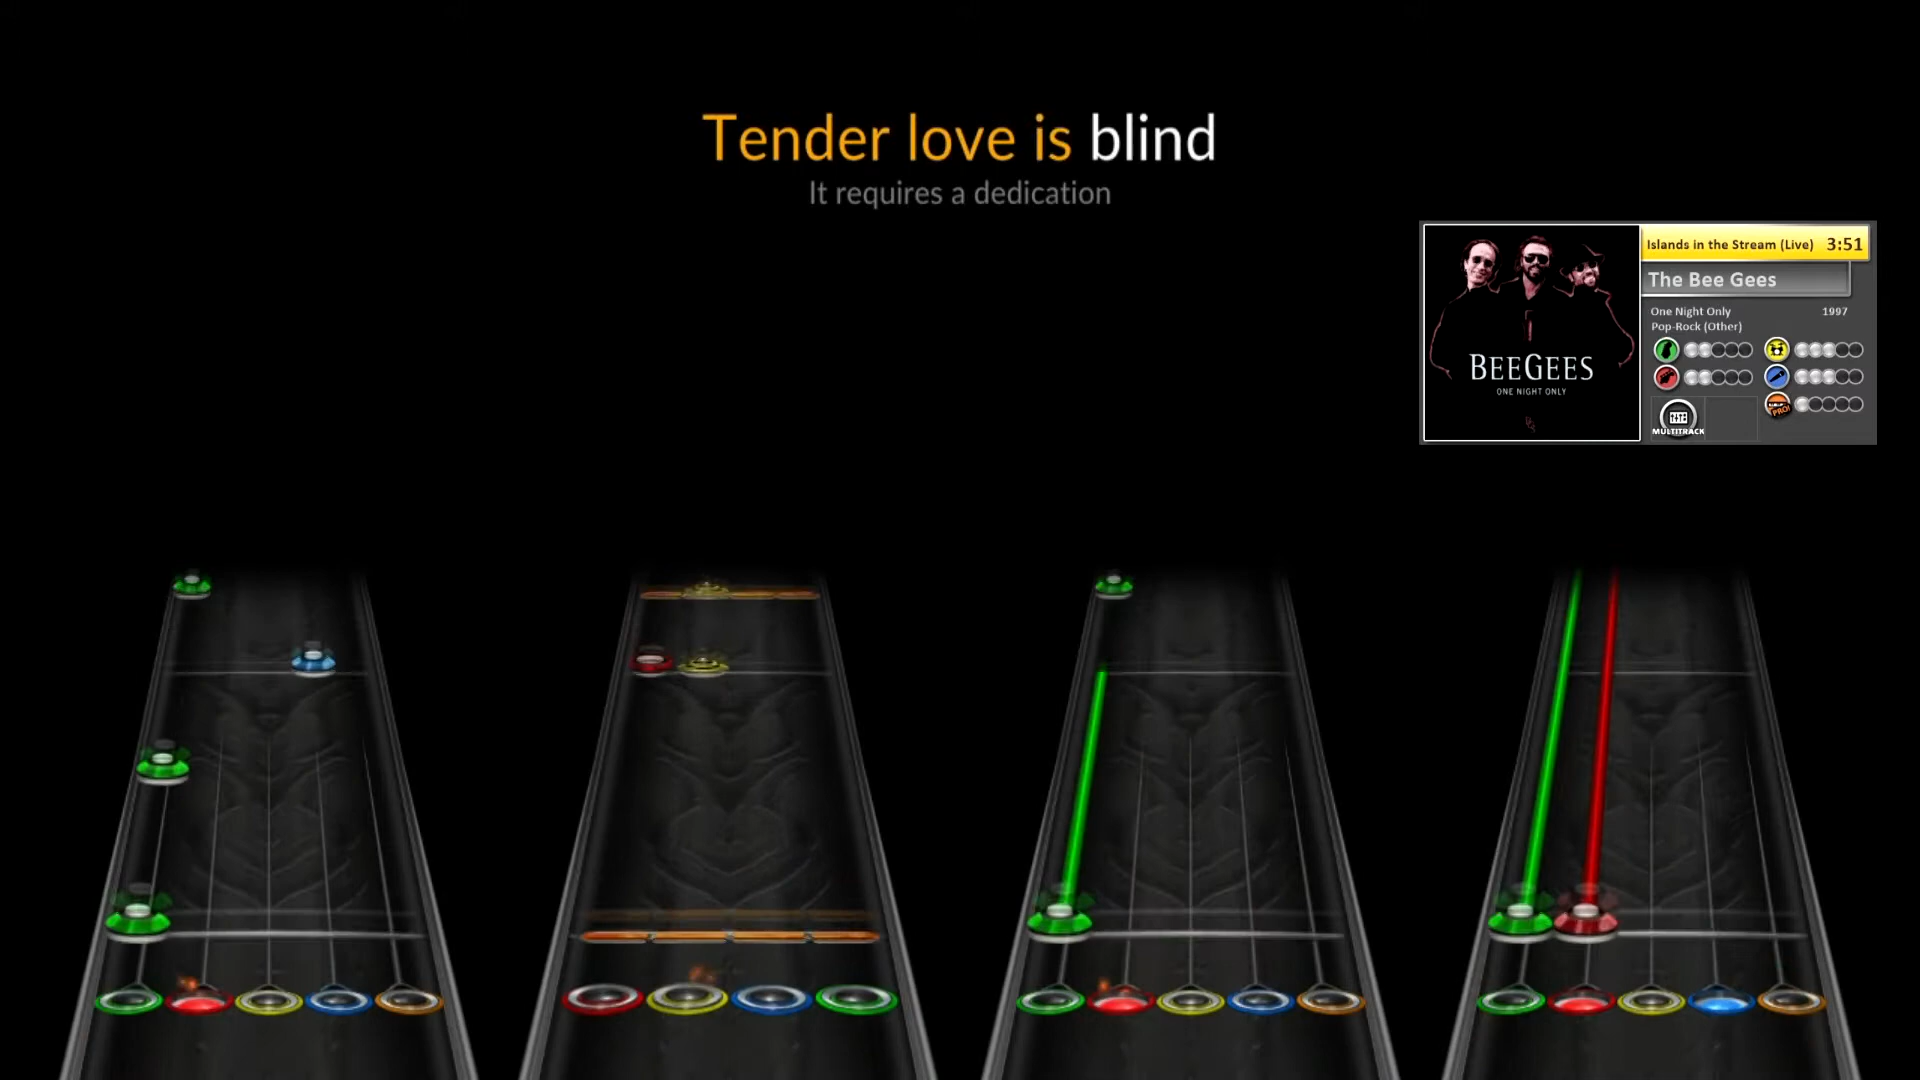 Tender love is blind
It requires a dedication
Islands in the Stream (Live) 3:51
The Bee Gees
One Night Only 1997
Pop-Rock (Other)
BEEGEES
ONE NIGHT ONLY
PRO!
MULTITRACK